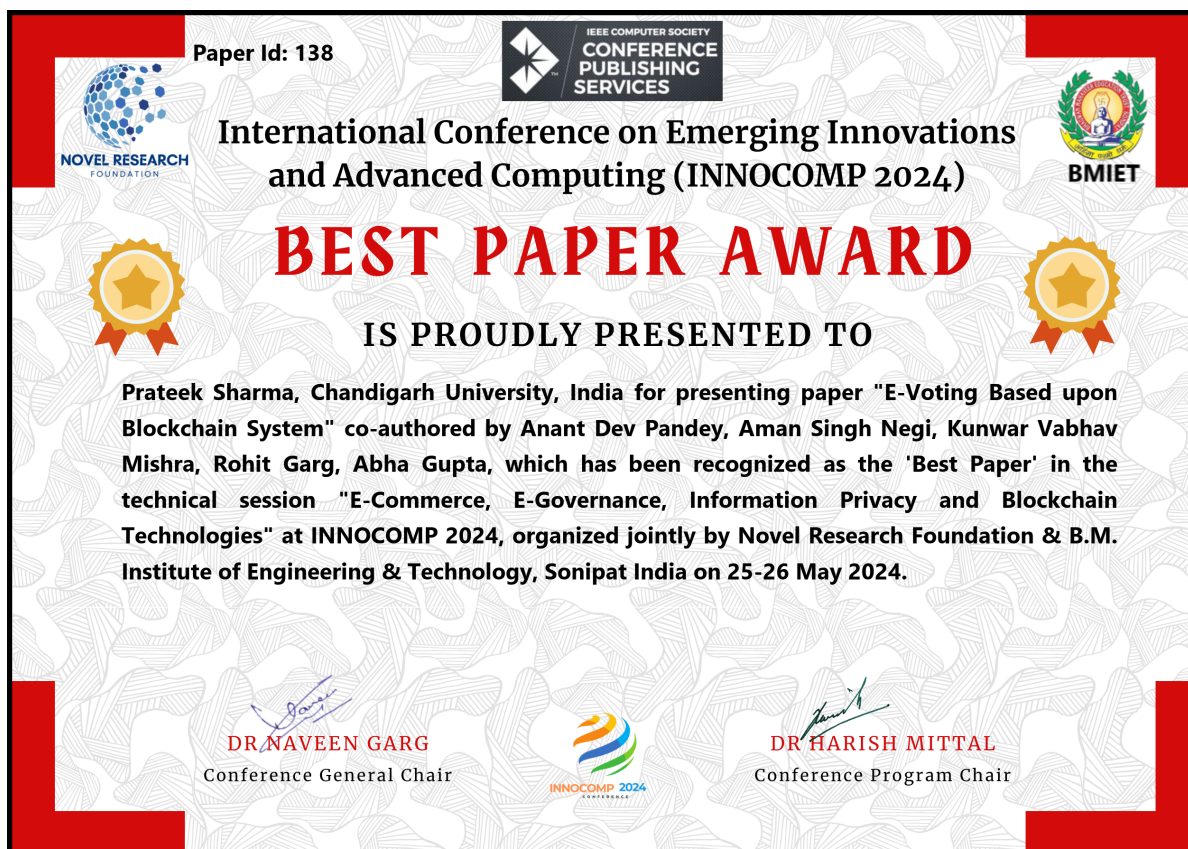 Paper Id: 138
IEEE COMPUTER SOCIETY
CONFERENCE
PUBLISHING
SERVICES
TM
NOVEL RESEARCH
FOUNDATION
BMIET
International Conference on Emerging Innovations
and Advanced Computing (INNOCOMP 2024)
BEST PAPER AWARD
IS PROUDLY PRESENTED TO
Prateek Sharma, Chandigarh University, India for presenting paper "E-Voting Based upon
Blockchain System" co-authored by Anant Dev Pandey, Aman Singh Negi, Kunwar Vabhav
Mishra, Rohit Garg, Abha Gupta, which has been recognized as the 'Best Paper' in the
technical session "E-Commerce, E-Governance, Information Privacy and Blockchain
Technologies" at INNOCOMP 2024, organized jointly by Novel Research Foundation & B.M.
Institute of Engineering & Technology, Sonipat India on 25-26 May 2024.
DR NAVEEN GARG
Conference General Chair
INNOCOMP 2024
CONFERENCE
DR HARISH MITTAL
Conference Program Chair